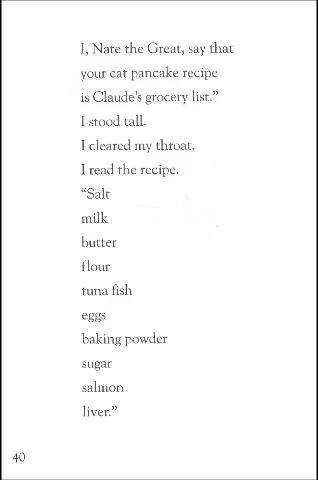 I, Nate the Great, say that
your cat pancake recipe
is Claude's grocery list.”
I stood tall.
I cleared my throat.
I read the recipe.
“Salt
milk
butter
flour
tuna fish
eggs
baking powder
sugar
salmon
liver.”
40